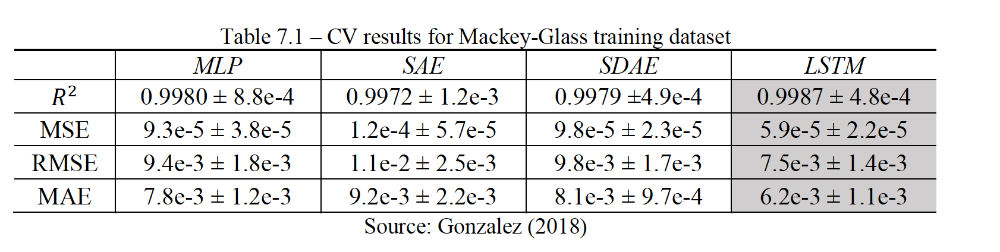 Table 7.1 – CV results for Mackey-Glass training dataset
MLP SAE SDAE LSTM
R² 0.9980 ± 8.8e-4 0.9972 ± 1.2e-3 0.9979 ±4.9e-4 0.9987 ± 4.8e-4
MSE 9.3e-5 ± 3.8e-5 1.2e-4 ± 5.7e-5 9.8e-5 ± 2.3e-5 5.9e-5 ± 2.2e-5
RMSE 9.4e-3 ± 1.8e-3 1.1e-2 ± 2.5e-3 9.8e-3 ± 1.7e-3 7.5e-3 ± 1.4e-3
MAE 7.8e-3 ± 1.2e-3 9.2e-3 ± 2.2e-3 8.1e-3 ± 9.7e-4 6.2e-3 ± 1.1e-3
Source: Gonzalez (2018)